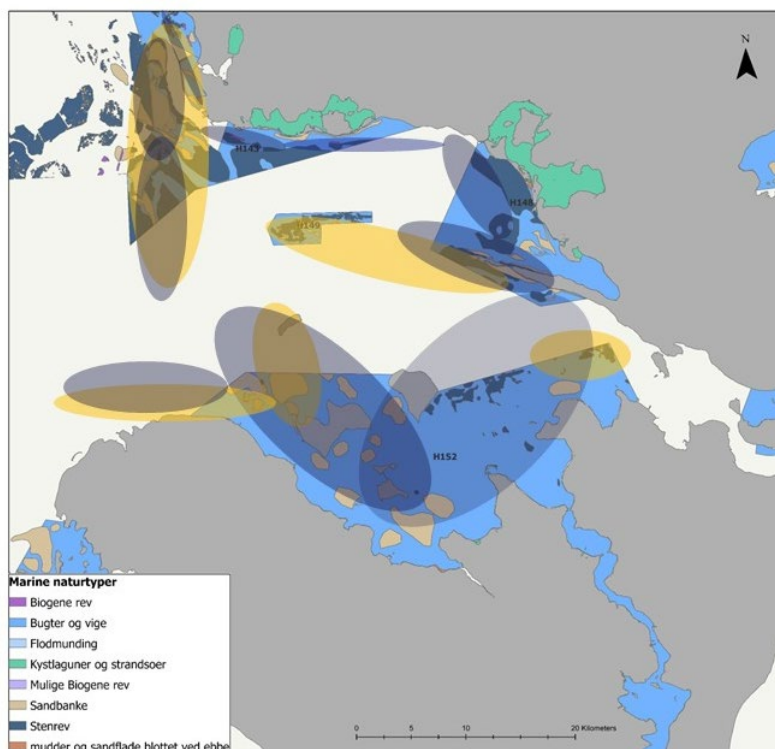 N
H143
H148
H149
H152
Marine naturtyper
Biogene rev
Bugter og vige
Flodmunding
Kystlaguner og strandsøer
Mulige Biogene rev
Sandbanke
Stenrev
mudder og sandflade blottet ved ebbe
0 5 10 20 Kilometers